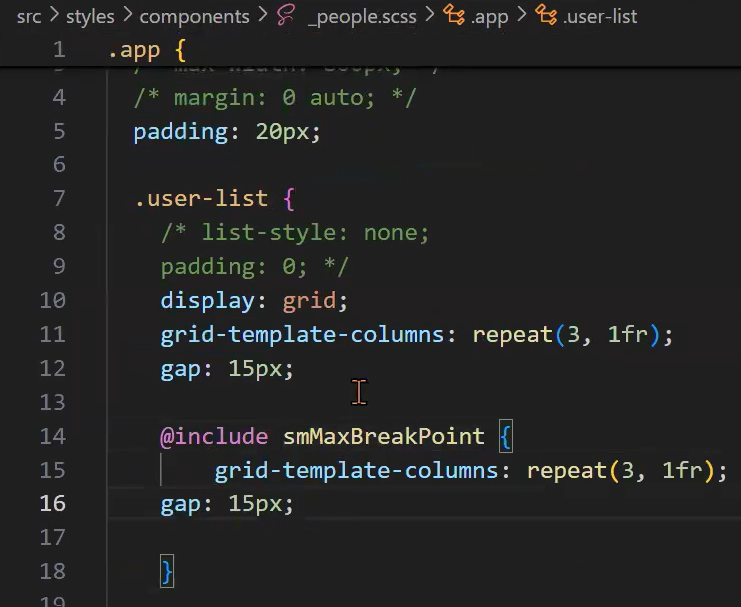 src > styles > components > _people.scss > .app > .user-list
1 .app {
4 /* margin: 0 auto; */
5 padding: 20px;
6
7 .user-list {
8 /* list-style: none;
9 padding: 0; */
10 display: grid;
11 grid-template-columns: repeat(3, 1fr);
12 gap: 15px;
13
14 @include smMaxBreakPoint {
15 grid-template-columns: repeat(3, 1fr);
16 gap: 15px;
17
18 }
19